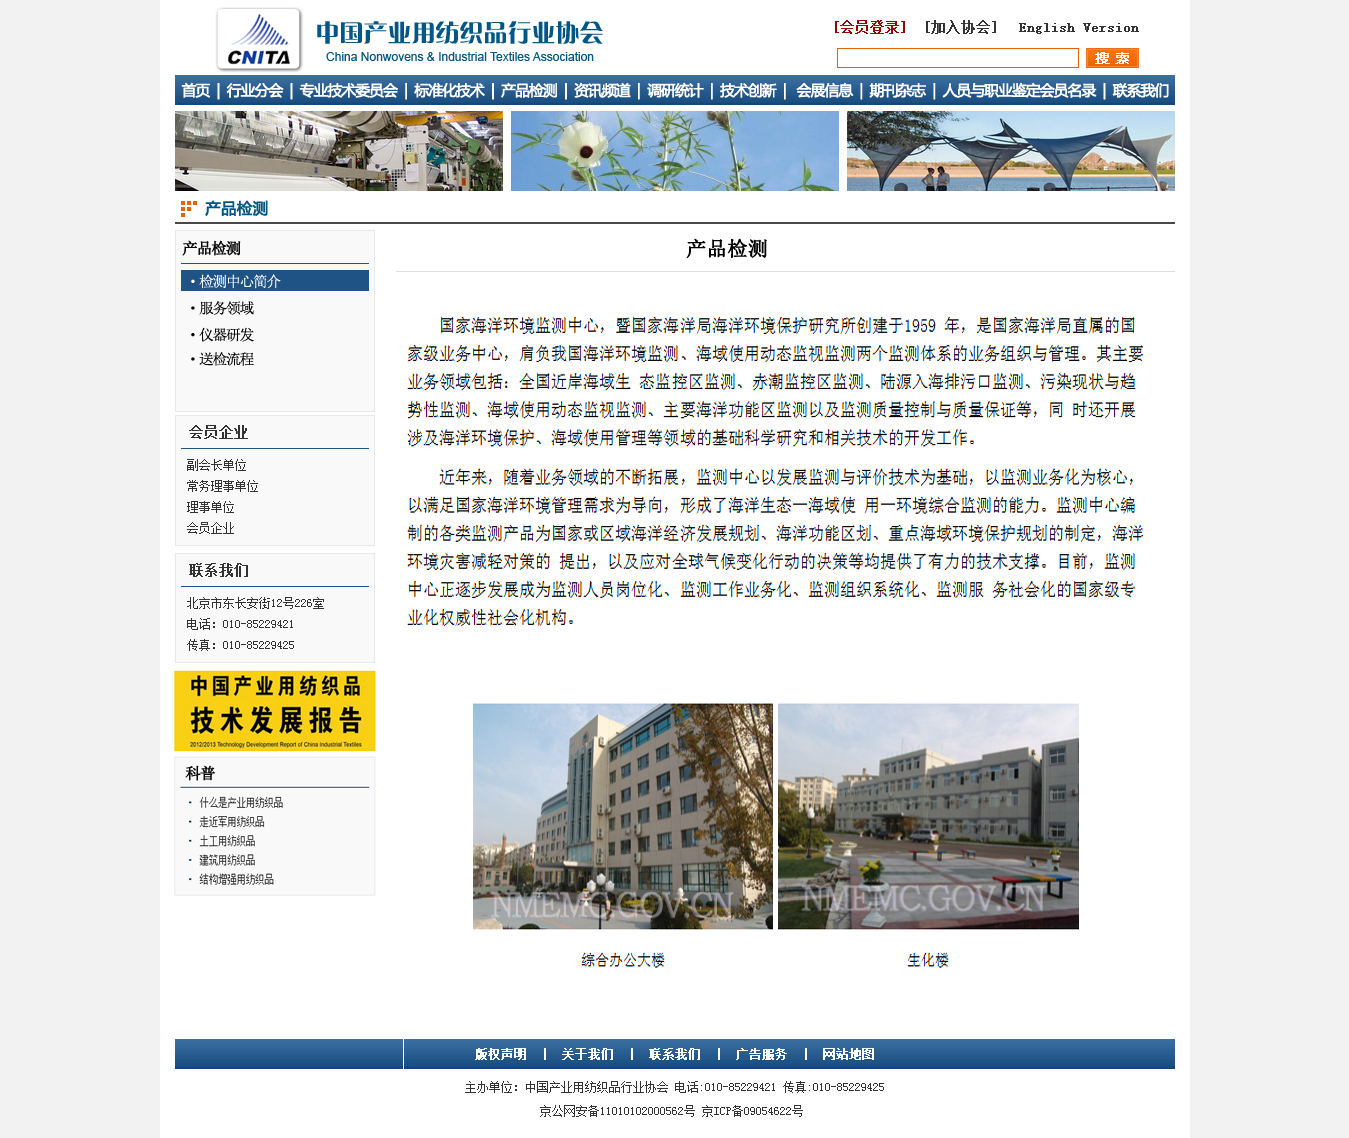 CNITA
中国产业用纺织品行业协会
China Nonwovens & Industrial Textiles Association
[会员登录] [加入协会] English Version
搜 索
首页 | 行业分会 | 专业技术委员会 | 标准化技术 | 产品检测 | 资讯频道 | 调研统计 | 技术创新 | 会展信息 | 期刊杂志 | 人员与职业鉴定会员名录 | 联系我们
产品检测
产品检测
·检测中心简介
·服务领域
·仪器研发
·送检流程
会员企业
副会长单位
常务理事单位
理事单位
会员企业
联系我们
北京市东长安街12号226室
电话：010-85229421
传真：010-85229425
中国产业用纺织品
技术发展报告
2012/2013 Technology Development Report of China Industrial Textiles
科普
· 什么是产业用纺织品
· 走近军用纺织品
· 土工用纺织品
· 建筑用纺织品
· 结构增强用纺织品
产品检测
国家海洋环境监测中心，暨国家海洋局海洋环境保护研究所创建于1959 年，是国家海洋局直属的国
家级业务中心，肩负我国海洋环境监测、海域使用动态监视监测两个监测体系的业务组织与管理。其主要
业务领域包括：全国近岸海域生 态监控区监测、赤潮监控区监测、陆源入海排污口监测、污染现状与趋
势性监测、海域使用动态监视监测、主要海洋功能区监测以及监测质量控制与质量保证等，同 时还开展
涉及海洋环境保护、海域使用管理等领域的基础科学研究和相关技术的开发工作。
近年来，随着业务领域的不断拓展，监测中心以发展监测与评价技术为基础，以监测业务化为核心，
以满足国家海洋环境管理需求为导向，形成了海洋生态一海域使 用一环境综合监测的能力。监测中心编
制的各类监测产品为国家或区域海洋经济发展规划、海洋功能区划、重点海域环境保护规划的制定，海洋
环境灾害减轻对策的 提出，以及应对全球气候变化行动的决策等均提供了有力的技术支撑。目前，监测
中心正逐步发展成为监测人员岗位化、监测工作业务化、监测组织系统化、监测服 务社会化的国家级专
业化权威性社会化机构。
NMEMC.GOV.CN NMEMC.GOV.CN
综合办公大楼 生化楼
版权声明 | 关于我们 | 联系我们 | 广告服务 | 网站地图
主办单位：中国产业用纺织品行业协会 电话:010-85229421 传真:010-85229425
京公网安备11010102000562号 京ICP备09054622号